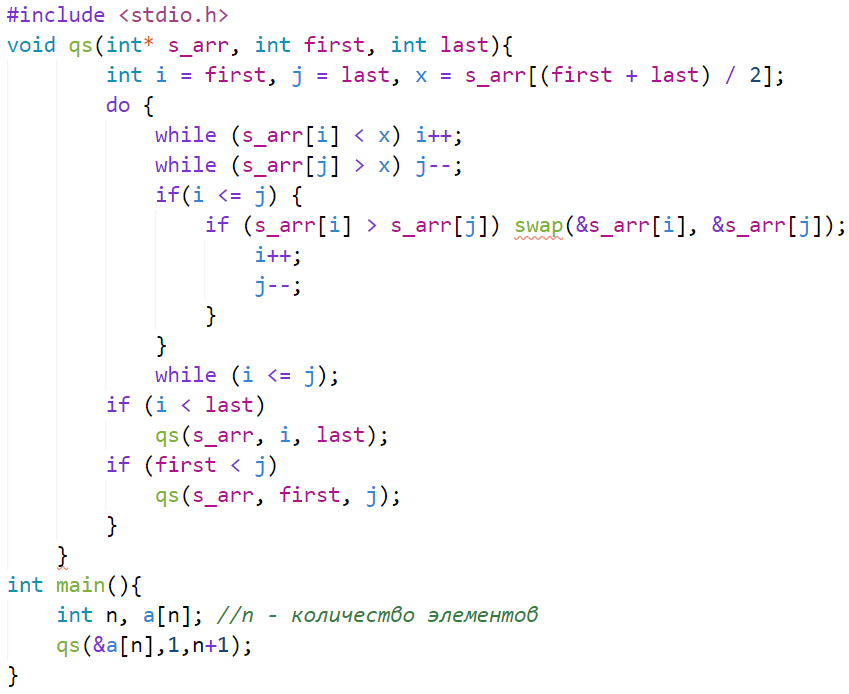 #include <stdio.h>
void qs(int* s_arr, int first, int last){
        int i = first, j = last, x = s_arr[(first + last) / 2];
        do {
            while (s_arr[i] < x) i++;
            while (s_arr[j] > x) j--;
            if(i <= j) {
                if (s_arr[i] > s_arr[j]) swap(&s_arr[i], &s_arr[j]);
                    i++;
                    j--;
                }
            }
            while (i <= j);
        if (i < last)
            qs(s_arr, i, last);
        if (first < j)
            qs(s_arr, first, j);
        }
    }
int main(){
    int n, a[n]; //n - количество элементов
    qs(&a[n],1,n+1);
}